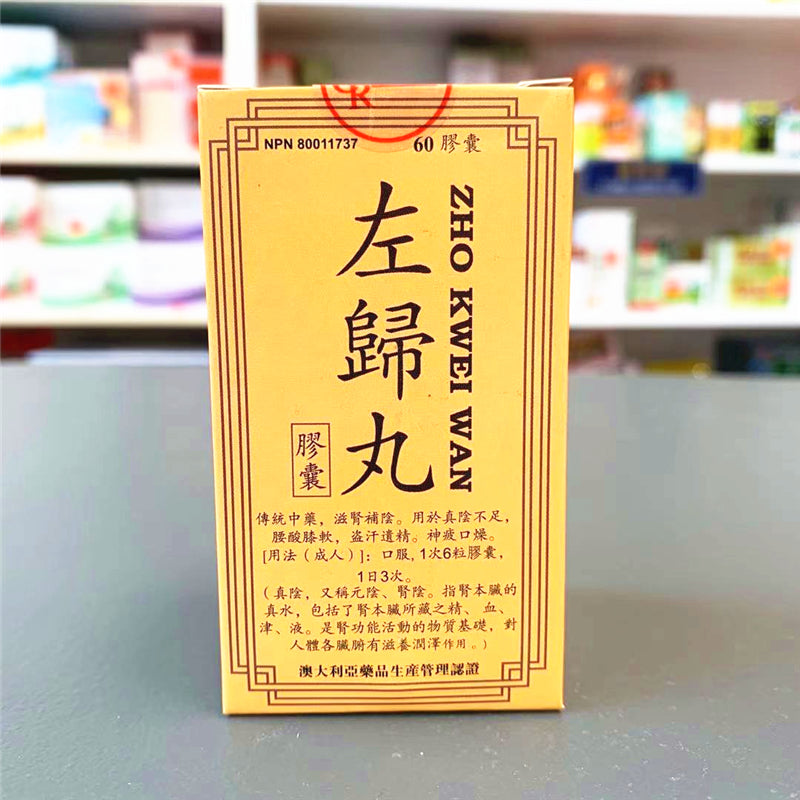 R
NPN 80011737
60 膠囊
左歸丸
ZHO KWEI WAN
膠囊
傳統中藥，滋腎補陰。用於真陰不足，
腰酸膝軟，盜汗遺精。神疲口燥。
[用法（成人）]：口服, 1次6粒膠囊，
1日3次。
（真陰，又稱元陰、腎陰。指腎本臟的
真水，包括了腎本臟所藏之精、血、
津、液。是腎功能活動的物質基礎，對
人體各臟腑有滋養潤澤作用。）
澳大利亞藥品生産管理認證